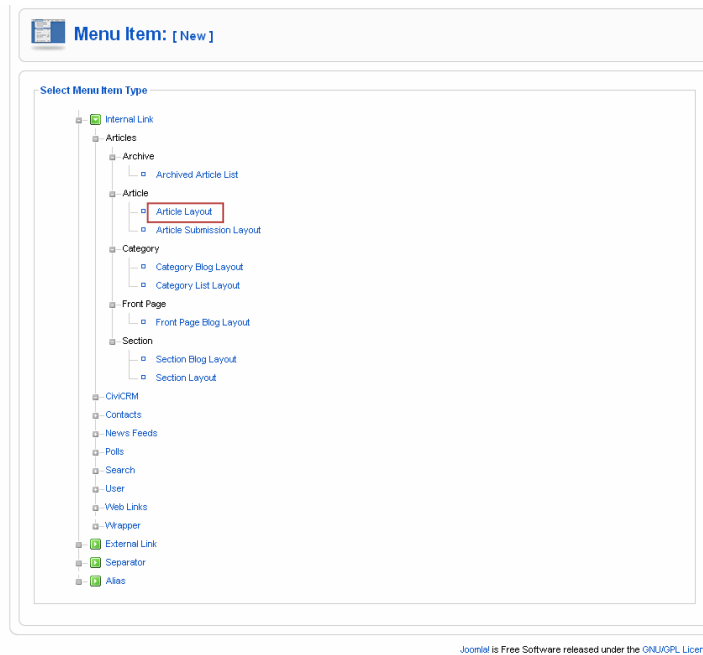 Menu Item: [ New ]
Select Menu Item Type
Internal Link
Articles
Archive
Archived Article List
Article
Article Layout
Article Submission Layout
Category
Category Blog Layout
Category List Layout
Front Page
Front Page Blog Layout
Section
Section Blog Layout
Section Layout
CiviCRM
Contacts
News Feeds
Polls
Search
User
Web Links
Wrapper
External Link
Separator
Alias
Joomla! is Free Software released under the GNU/GPL Licen